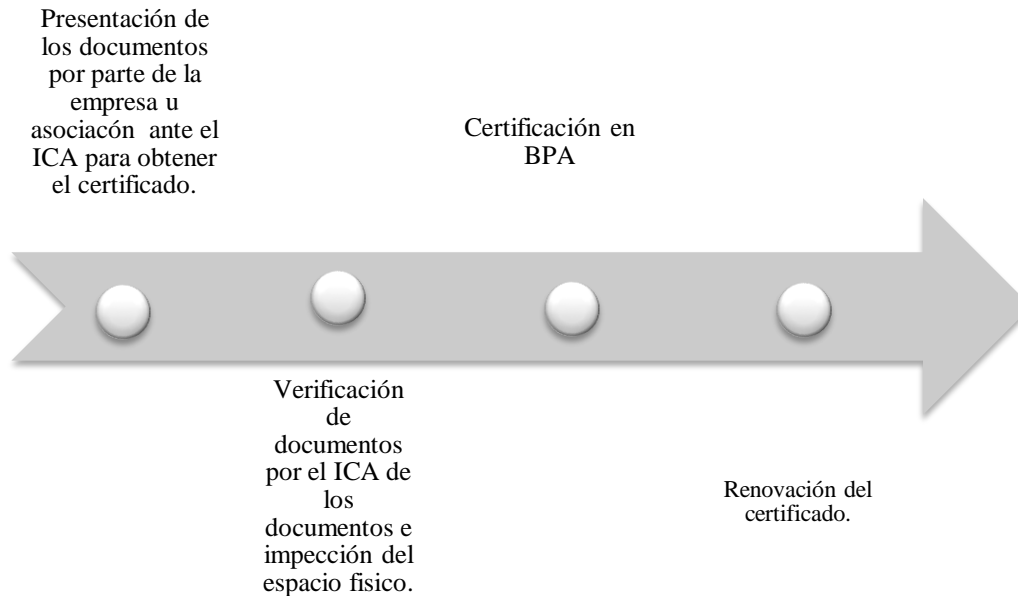 Presentación de
los documentos
por parte de la
empresa u
asociacón ante el
ICA para obtener
el certificado.
Verificación
de
documentos
por el ICA de
los
documentos e
impección del
espacio fisico.
Certificación en
BPA
Renovación del
certificado.